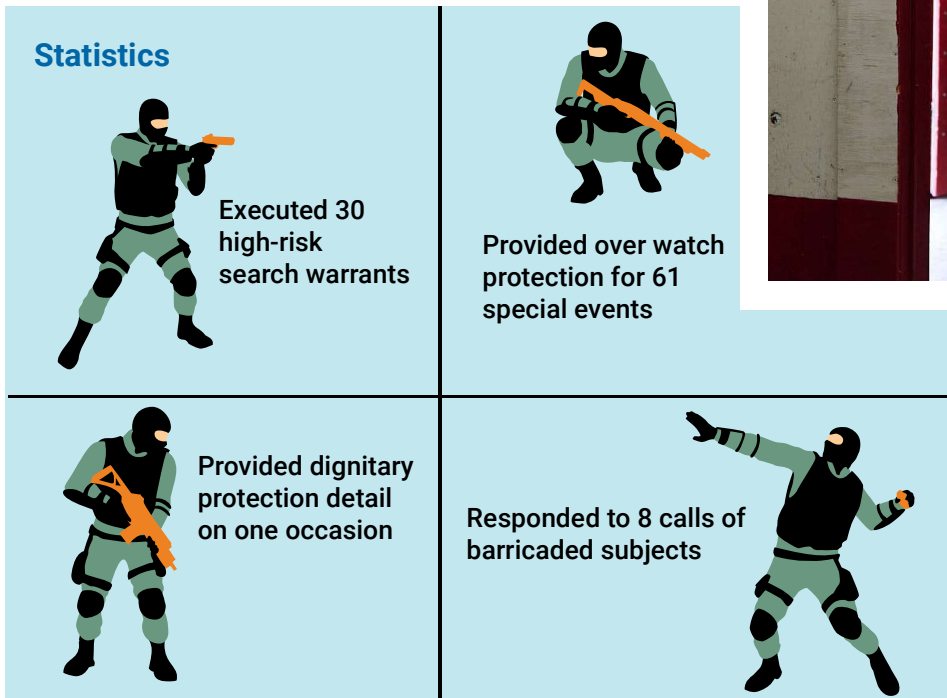 Statistics
Executed 30
high-risk
search warrants
Provided over watch
protection for 61
special events
Provided dignitary
protection detail
on one occasion
Responded to 8 calls of
barricaded subjects